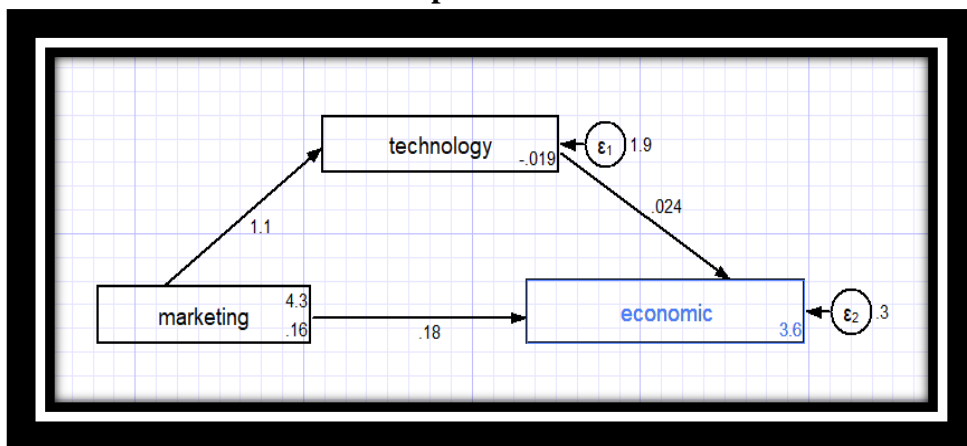 technology
-.019
ε1
1.9
1.1
.024
marketing
4.3
.16
.18
economic
3.6
ε2
.3